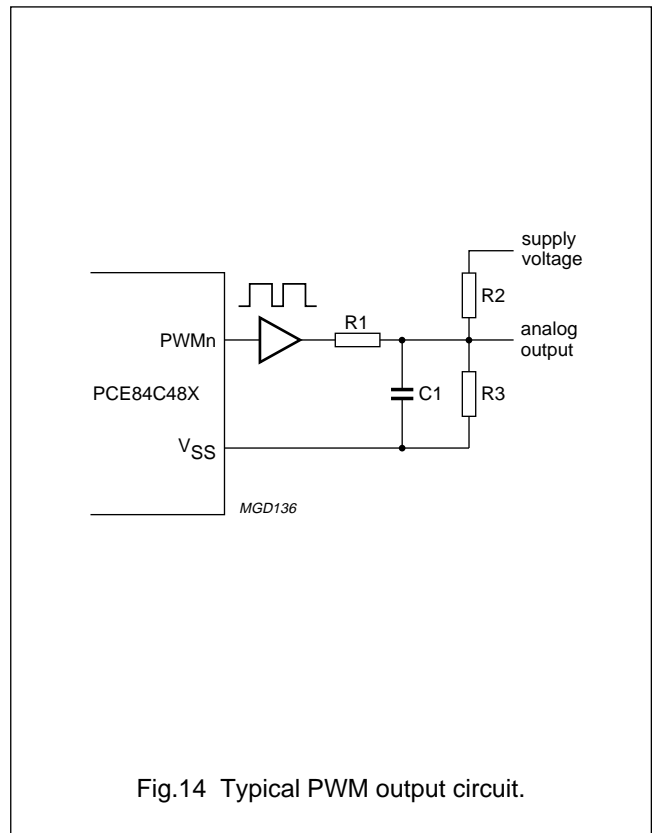 supply
voltage
R2
R1
PWMn
analog
output
PCE84C48X
C1
R3
VSS
MGD136
Fig.14 Typical PWM output circuit.